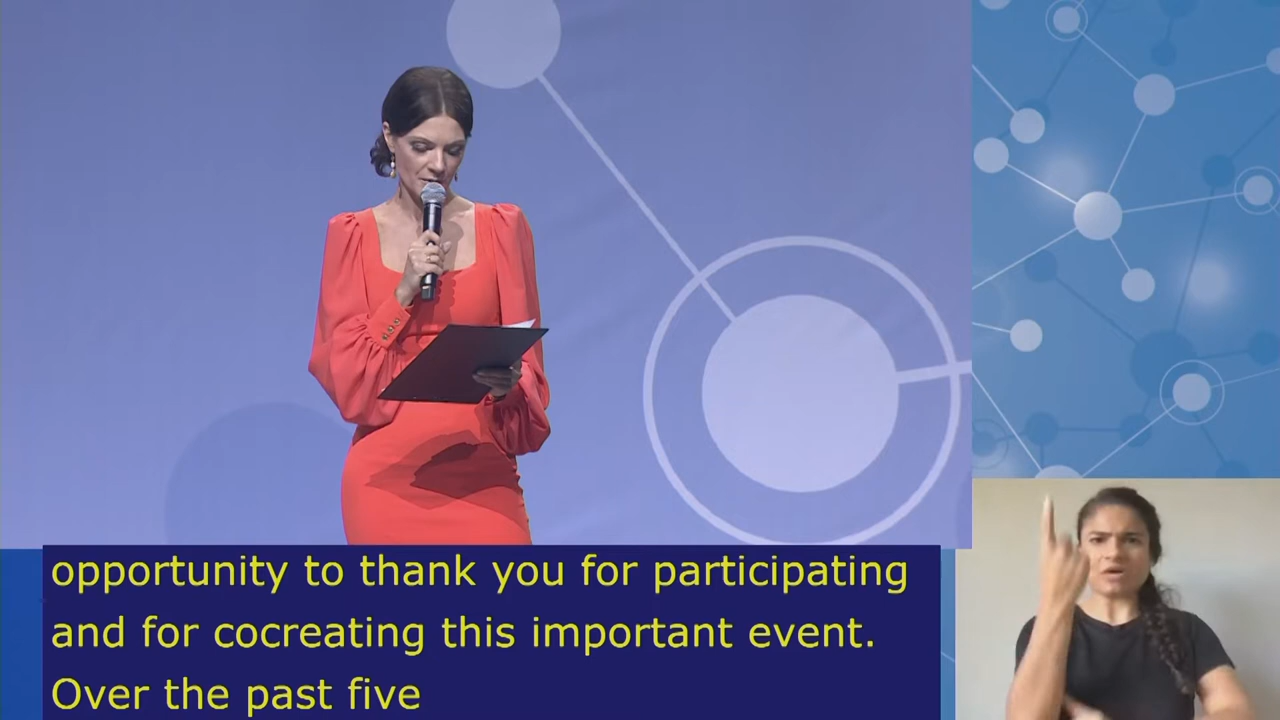 opportunity to thank you for participating
and for cocreating this important event.
Over the past five